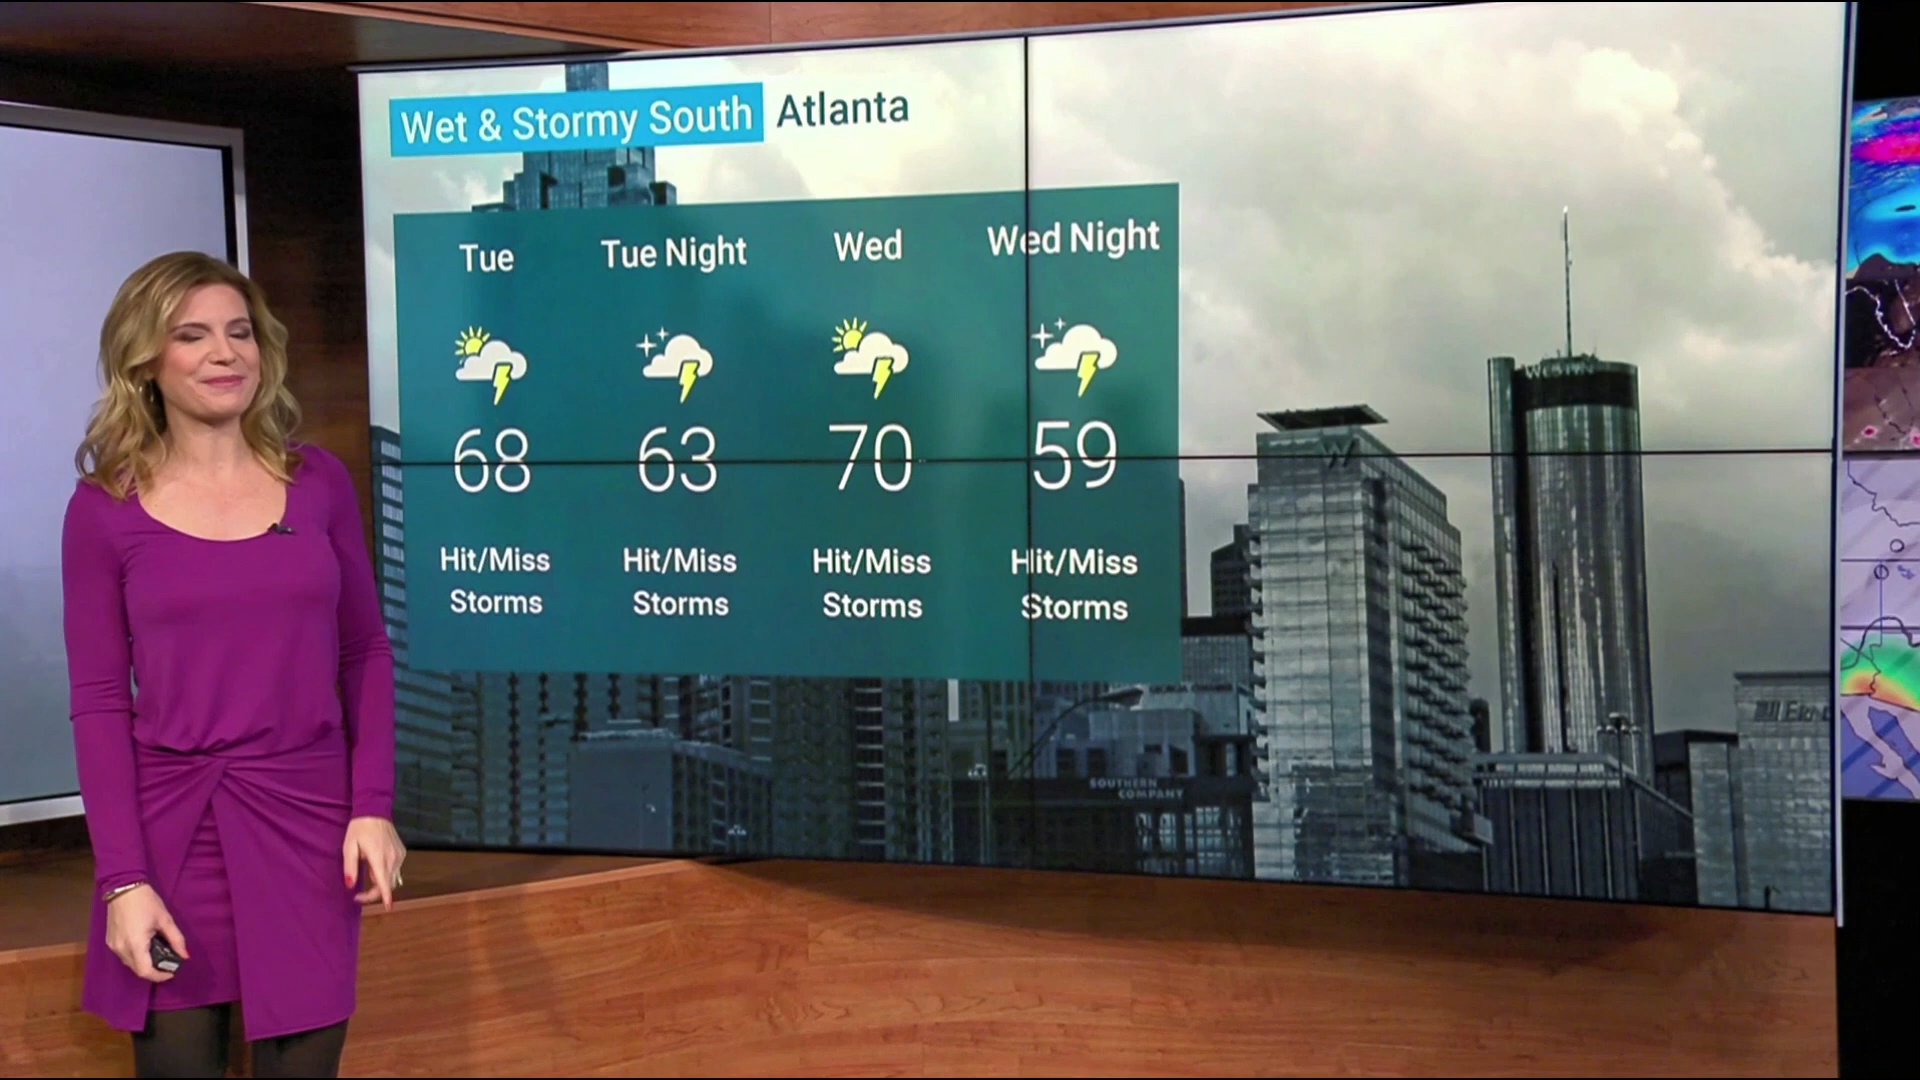 Wet & Stormy South Atlanta
Tue Tue Night Wed Wed Night
68 63 70 59
Hit/Miss Hit/Miss Hit/Miss Hit/Miss
Storms Storms Storms Storms
WESTIN
W
SOUTHERN
COMPANY